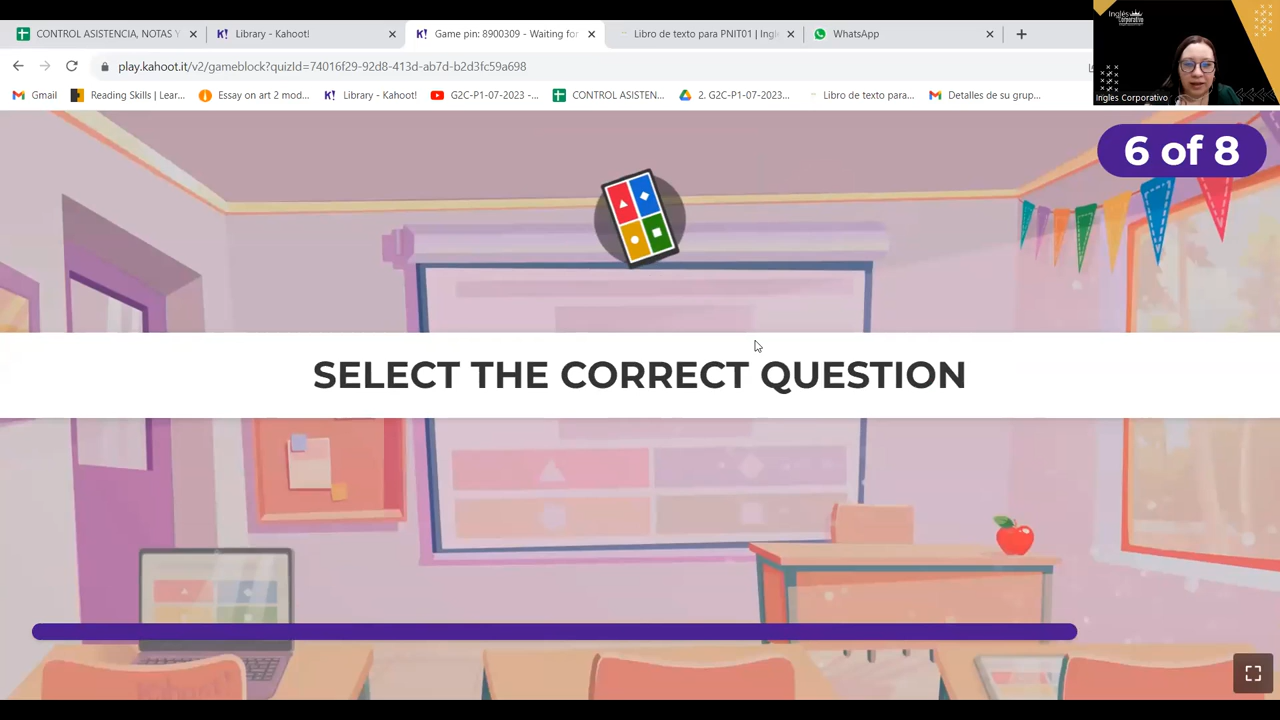 CONTROL ASISTENCIA, NOTAS Y
Library - Kahoot!
Game pin: 8900309 - Waiting for
Libro de texto para PNIT01 | Ingl
WhatsApp
play.kahoot.it/v2/gameblock?quizId=74016f29-92d8-413d-ab7d-b2d3fc59a898
Gmail
Reading Skills | Lear...
Essay on art 2 mod...
Library - Kahoot!
G2C-P1-07-2023 -...
CONTROL ASISTEN...
2. G2C-P1-07-2023...
Libro de texto para...
Detalles de su grup...
Inglés
Corporativo
Ingles Corporativo
6 of 8
SELECT THE CORRECT QUESTION